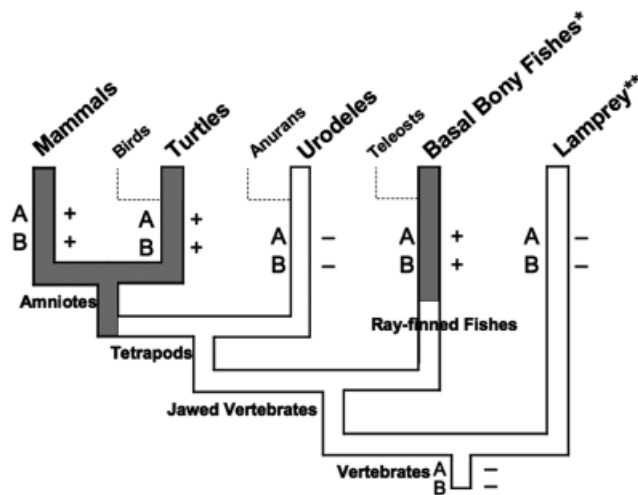 Mammals
Birds
Turtles
Anurans
Urodeles
Teleosts
Basal Bony Fishes*
Lamprey**
A +
B +
A +
B +
A –
B –
A +
B +
A –
B –
Amniotes
Ray-finned Fishes
Tetrapods
Jawed Vertebrates
Vertebrates A –
B –